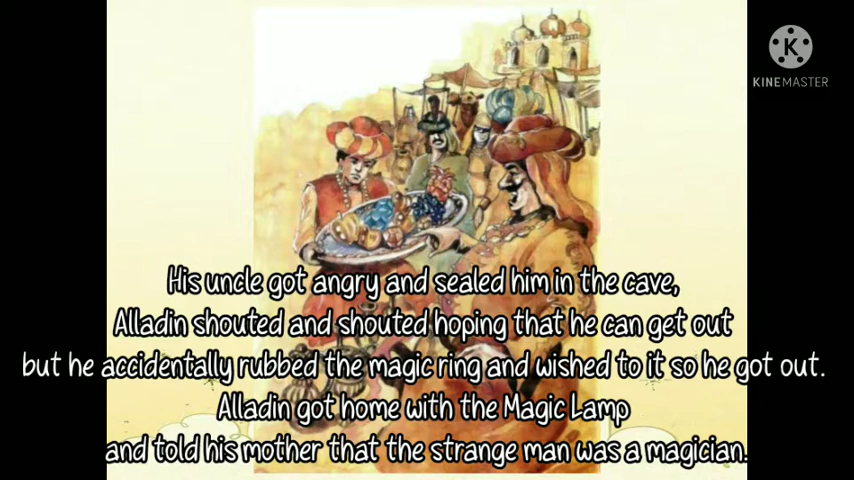 K
KINEMASTER
His uncle got angry and sealed him in the cave,
Alladin shouted and shouted hoping that he can get out
but he accidentally rubbed the magic ring and wished to it so he got out.
Alladin got home with the Magic Lamp
and told his mother that the strange man was a magician.